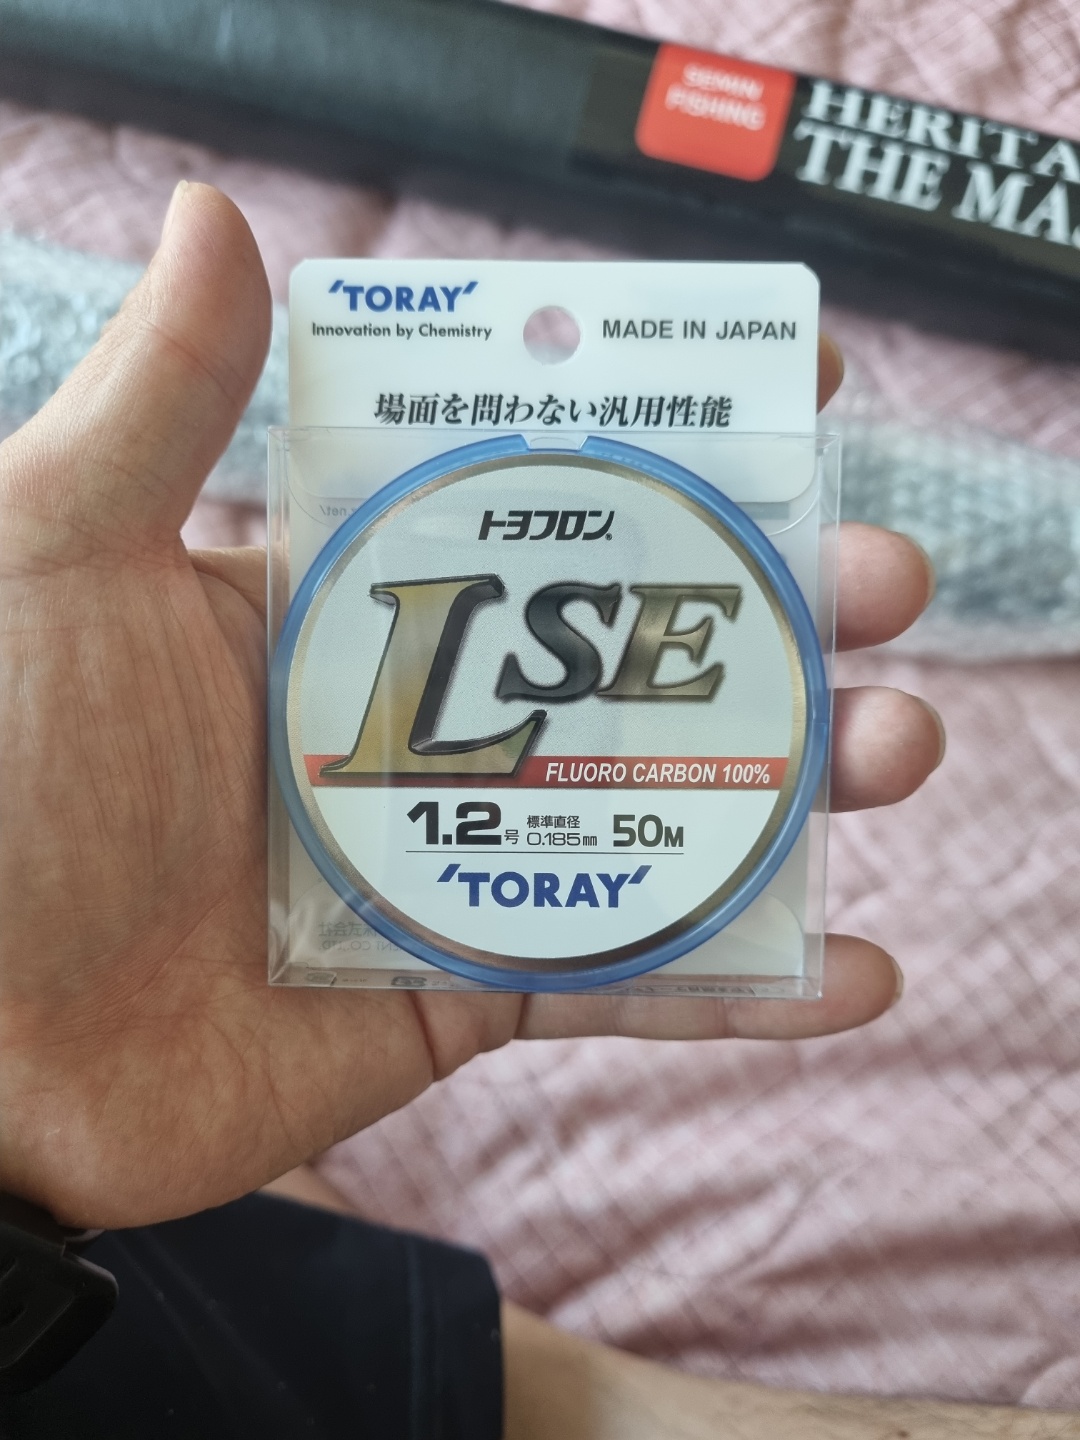 SEMIN
FISHING
HERITA
THE MAS
'TORAY'
Innovation by Chemistry
MADE IN JAPAN
場面を問わない汎用性能
トヨフロン®
LSE
FLUORO CARBON 100%
1.2号 標準直径 0.185mm 50M
'TORAY'